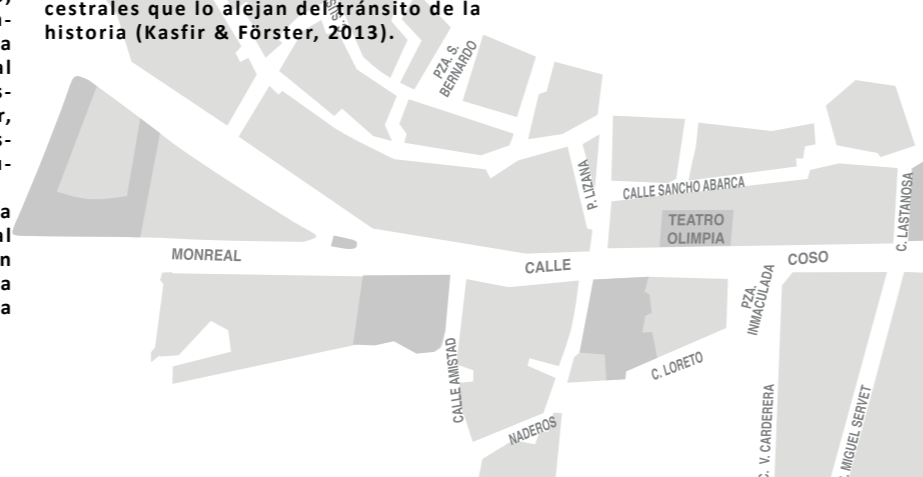 cestrales que lo alejan del tránsito de la
historia (Kasfir & Förster, 2013).
PZA. S.
BERNARDO
P. LIZANA
CALLE SANCHO ABARCA
C. LASTANOSA
TEATRO
OLIMPIA
MONREAL
CALLE
COSO
PZA.
INMACULADA
CALLE AMISTAD
C. LORETO
NADEROS
C. V. CARDERERA
MIGUEL SERVET